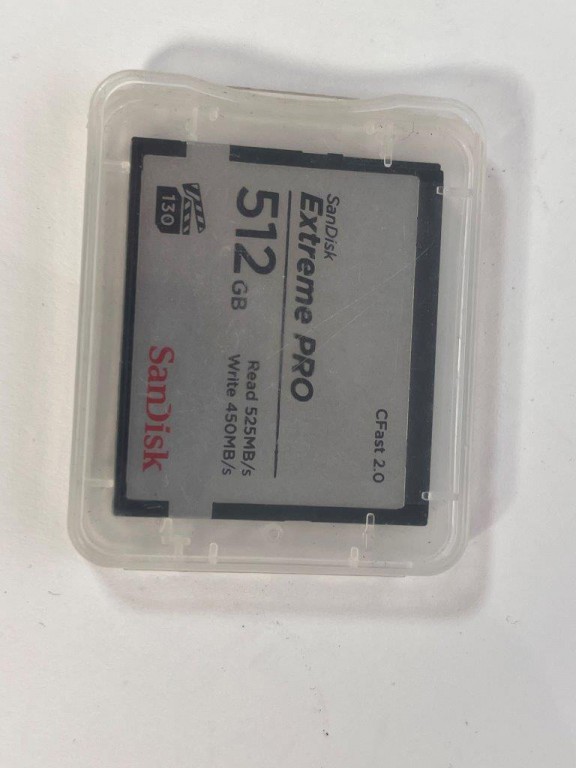 SanDisk
Extreme PRO
CFast 2.0
512 GB
Read 525MB/s
Write 450MB/s
130
SanDisk